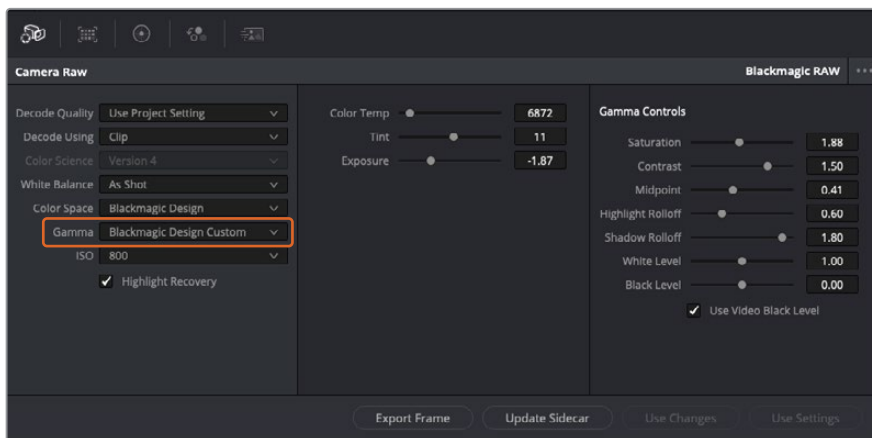 Camera Raw
Blackmagic RAW
Decode Quality Use Project Setting
Decode Using Clip
Color Science Version 4
White Balance As Shot
Color Space Blackmagic Design
Gamma Blackmagic Design Custom
ISO 800
Highlight Recovery
Color Temp 6872
Tint 11
Exposure -1.87
Gamma Controls
Saturation 1.88
Contrast 1.50
Midpoint 0.41
Highlight Rolloff 0.60
Shadow Rolloff 1.80
White Level 1.00
Black Level 0.00
Use Video Black Level
Export Frame
Update Sidecar
Use Changes
Use Settings